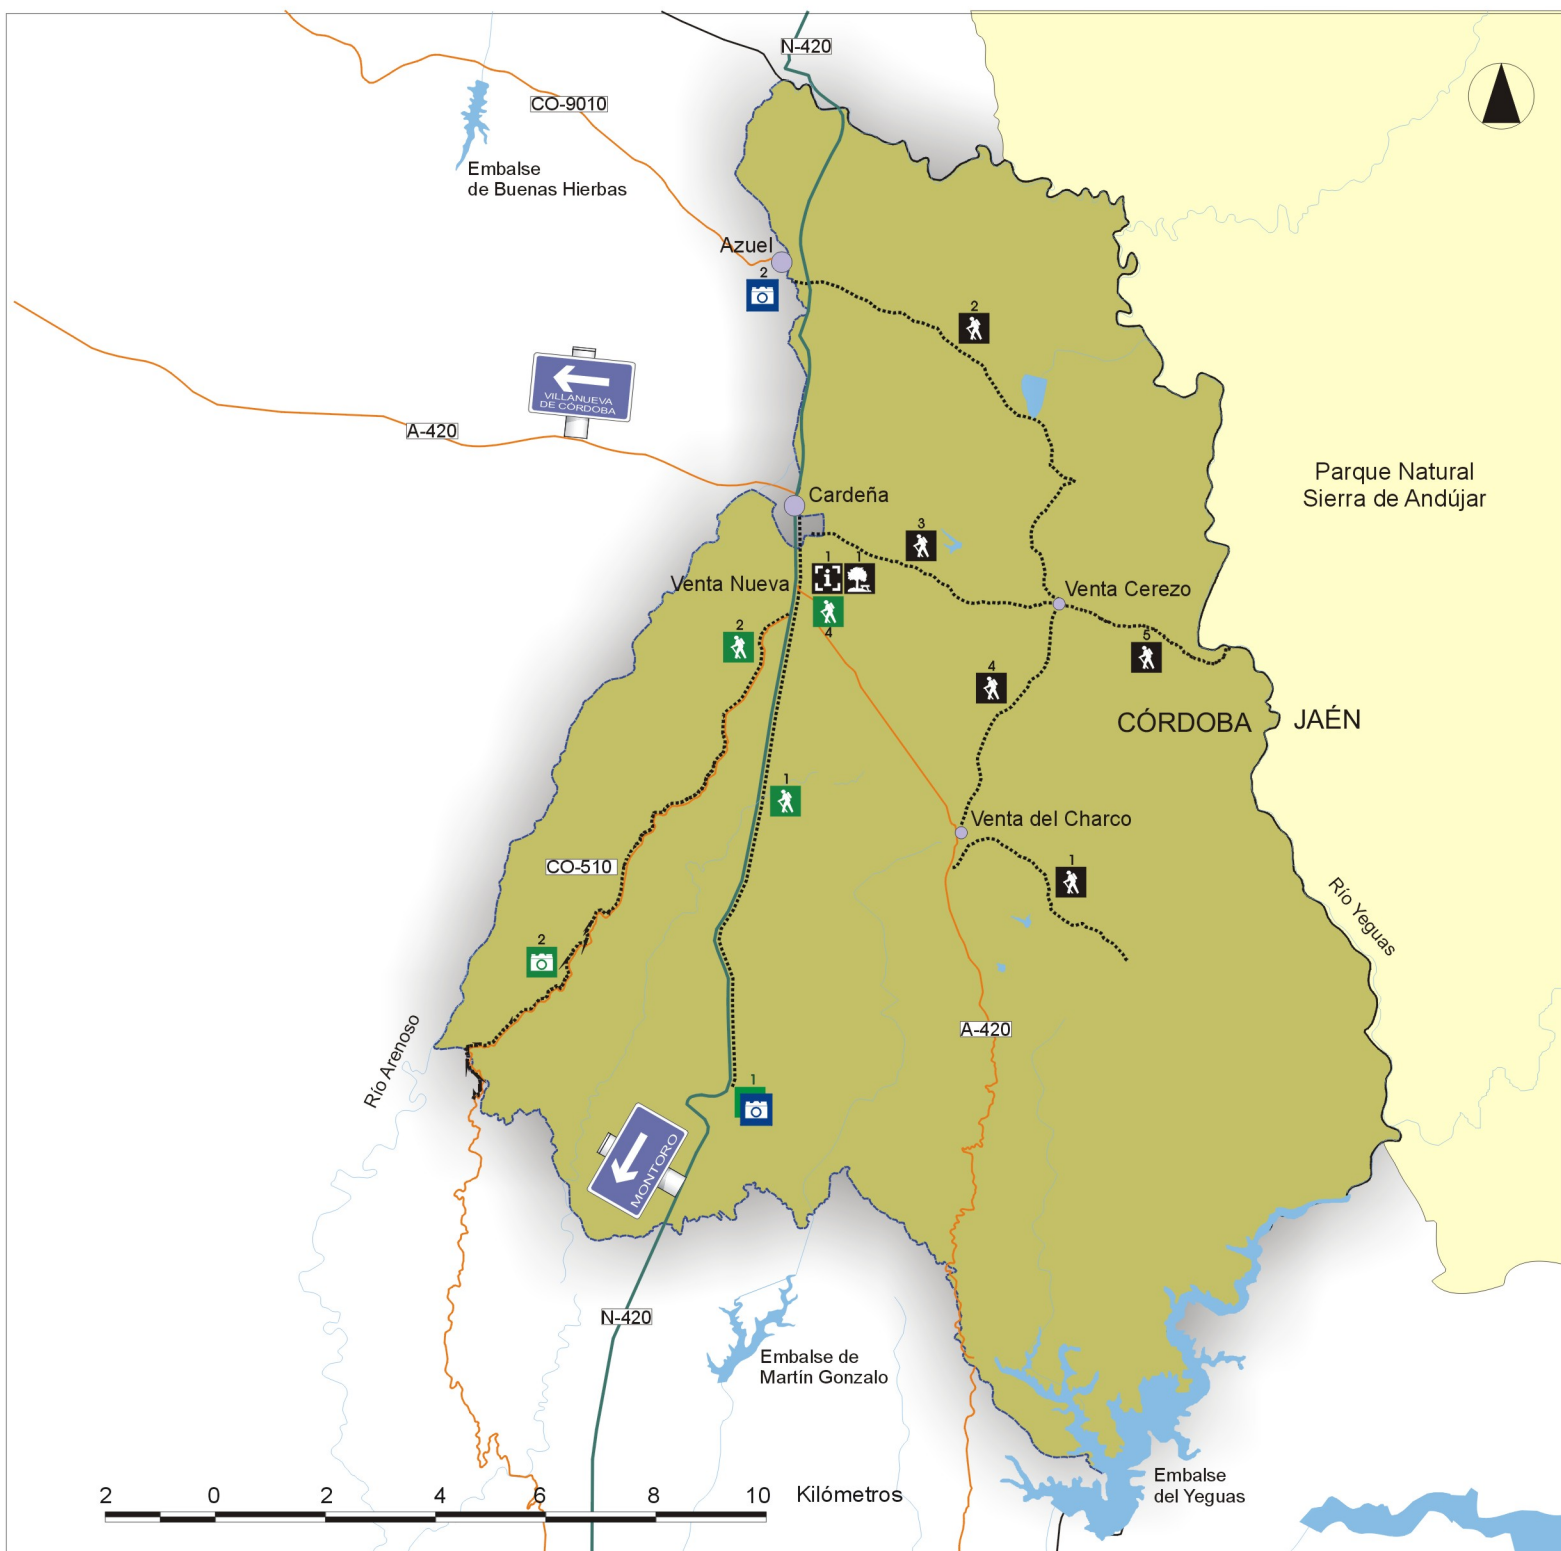 N-420
CO-9010
Embalse
de Buenas Hierbas
Azuel
2
2
VILLANUEVA
DE CÓRDOBA
A-420
Parque Natural
Sierra de Andújar
Cardeña
3
1
1
Venta Nueva
Venta Cerezo
4
2
5
4
CÓRDOBA
JAÉN
1
Venta del Charco
1
CO-510
Río Yeguas
2
A-420
Río Arenoso
1
MONTORO
N-420
Embalse de
Martín Gonzalo
Embalse
del Yeguas
2 0 2 4 6 8 10 Kilómetros